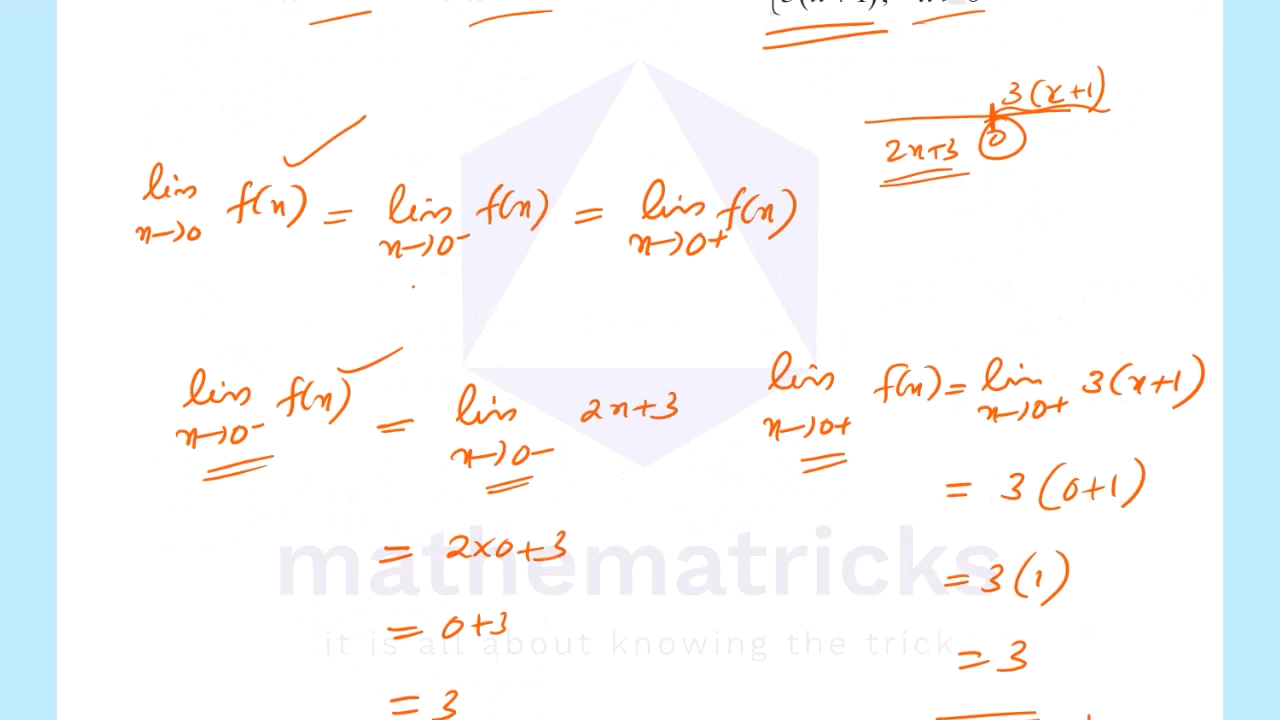 3(x+1)
2x+3 0
lim x→0 f(x) = lim x→0- f(x) = lim x→0+ f(x)
lim x→0- f(x) = lim x→0- 2x+3
= 2×0+3
= 0+3
= 3
lim x→0+ f(x) = lim x→0+ 3(x+1)
= 3(0+1)
= 3(1)
= 3
mathematricks
it is all about knowing the trick